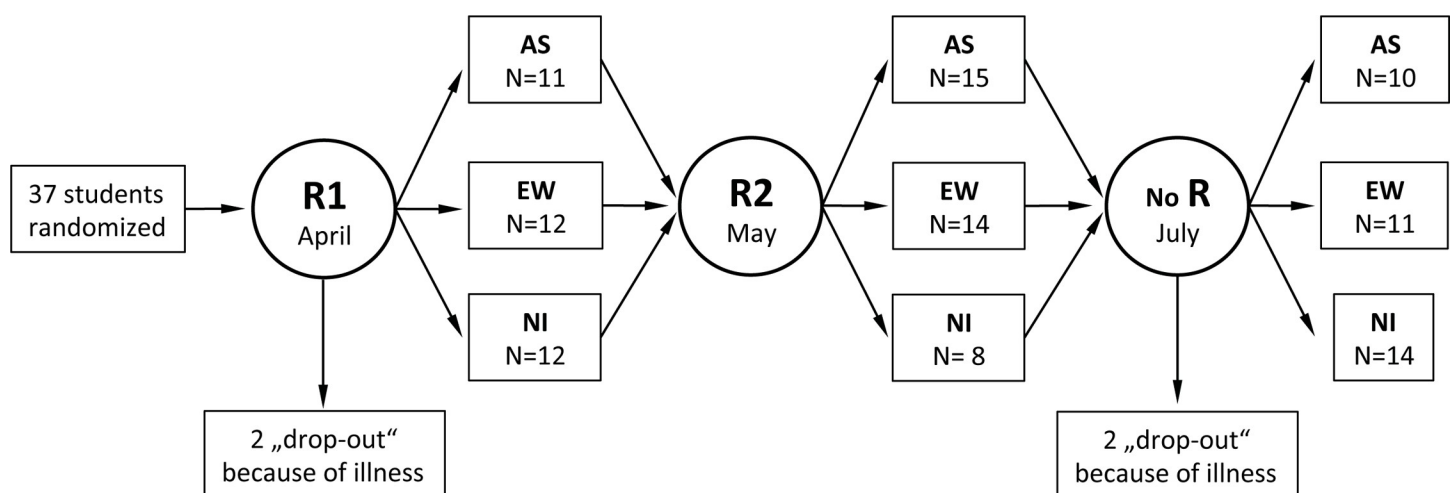 37 students
randomized
R1
April
2 „drop-out“
because of illness
AS
N=11
EW
N=12
NI
N=12
R2
May
AS
N=15
EW
N=14
NI
N= 8
No R
July
2 „drop-out“
because of illness
AS
N=10
EW
N=11
NI
N=14